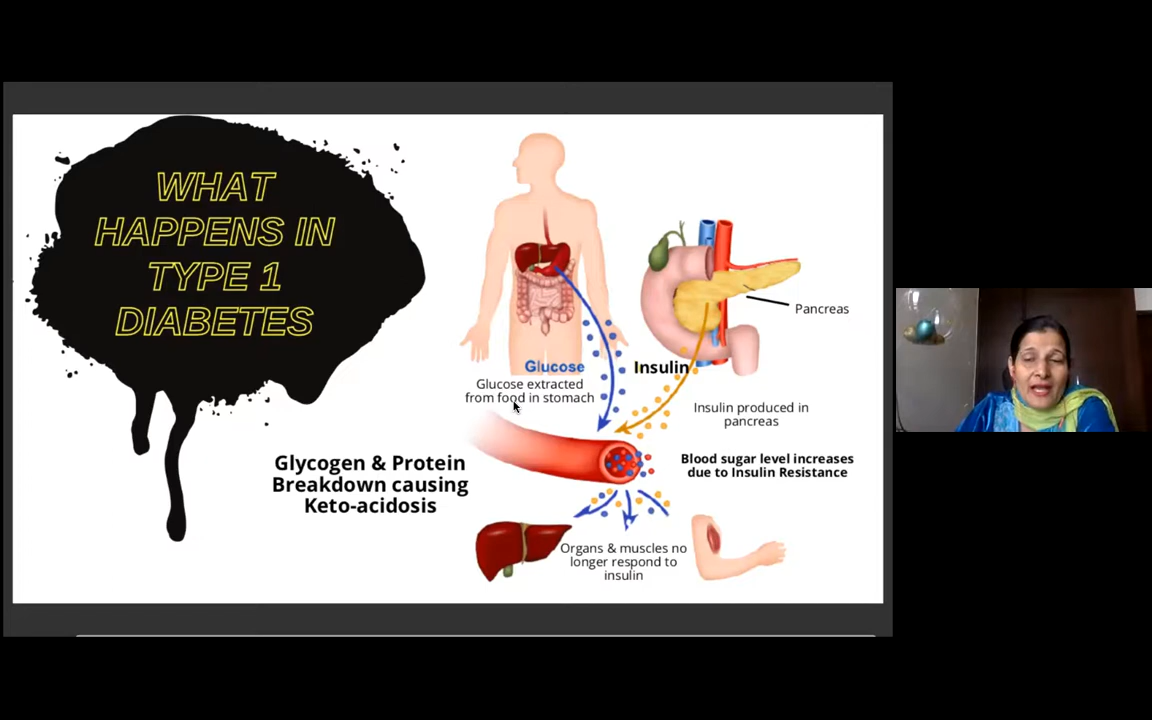 WHAT
HAPPENS IN
TYPE 1
DIABETES
Pancreas
Glucose
Insulin
Glucose extracted
from food in stomach
Insulin produced in
pancreas
Glycogen & Protein
Breakdown causing
Keto-acidosis
Blood sugar level increases
due to Insulin Resistance
Organs & muscles no
longer respond to
insulin